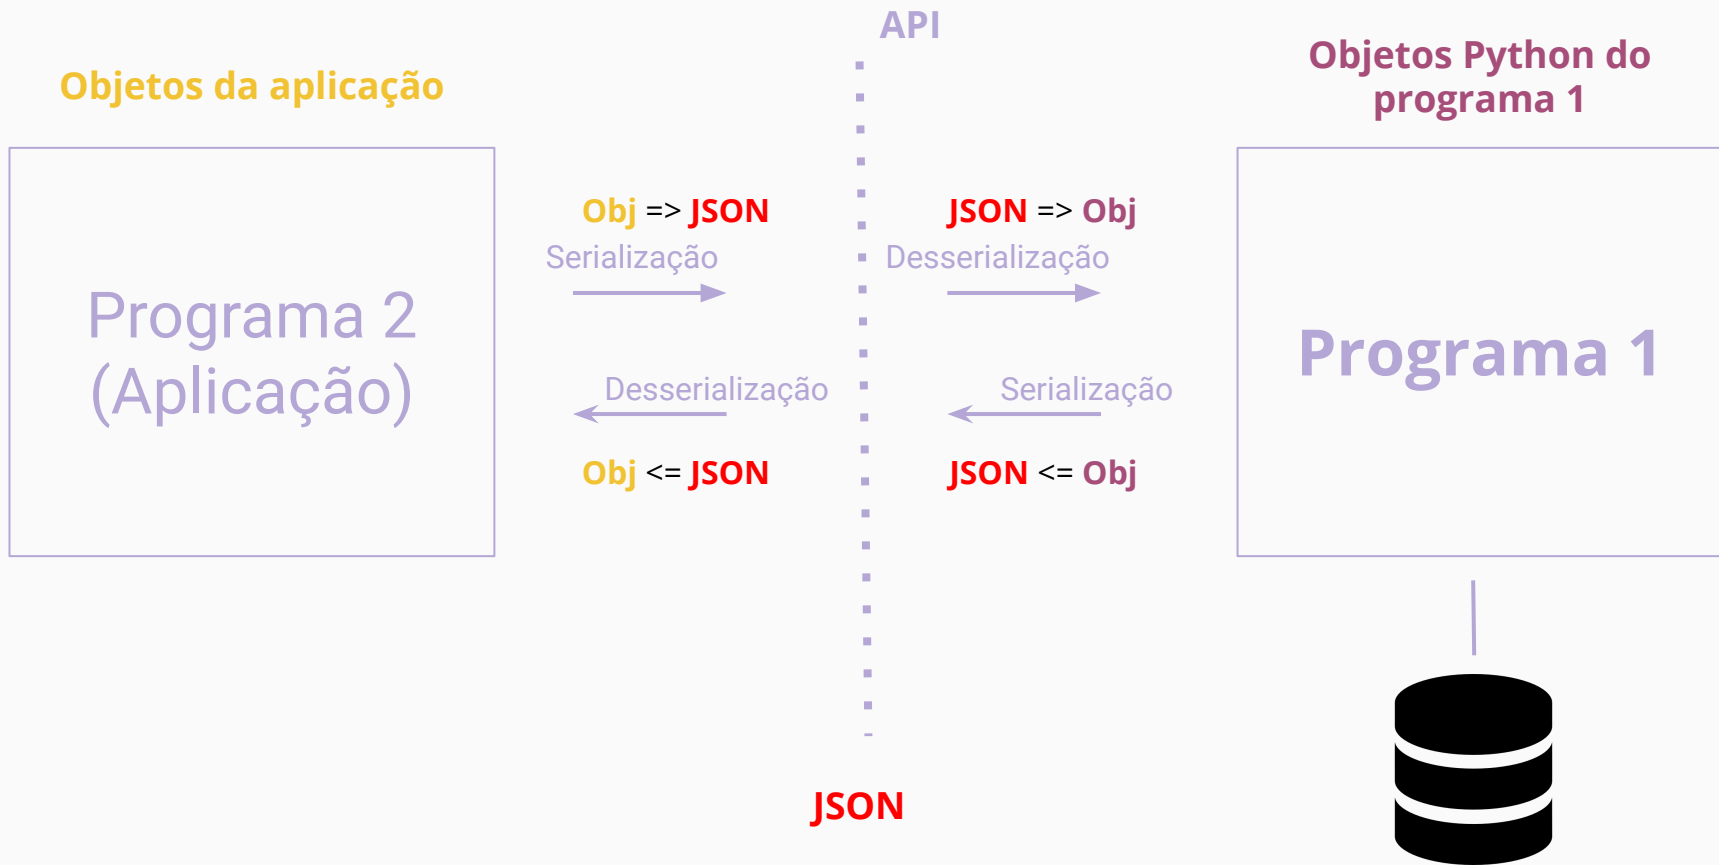 API
Objetos da aplicação
Objetos Python do
programa 1
Obj => JSON
JSON => Obj
Serialização
Desserialização
Programa 2
(Aplicação)
Programa 1
Desserialização
Serialização
Obj <= JSON
JSON <= Obj
JSON